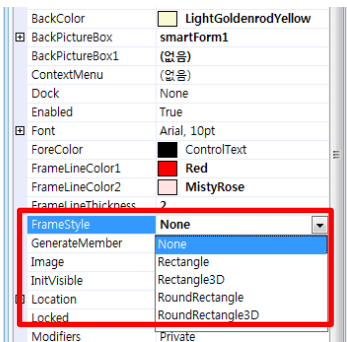 BackColor LightGoldenrodYellow
BackPictureBox smartForm1
BackPictureBox1 (없음)
ContextMenu (없음)
Dock None
Enabled True
Font Arial, 10pt
ForeColor ControlText
FrameLineColor1 Red
FrameLineColor2 MistyRose
FrameLineThickness 2
FrameStyle None
GenerateMember None
Image Rectangle
InitVisible Rectangle3D
Location RoundRectangle
Locked RoundRectangle3D
Modifiers Private